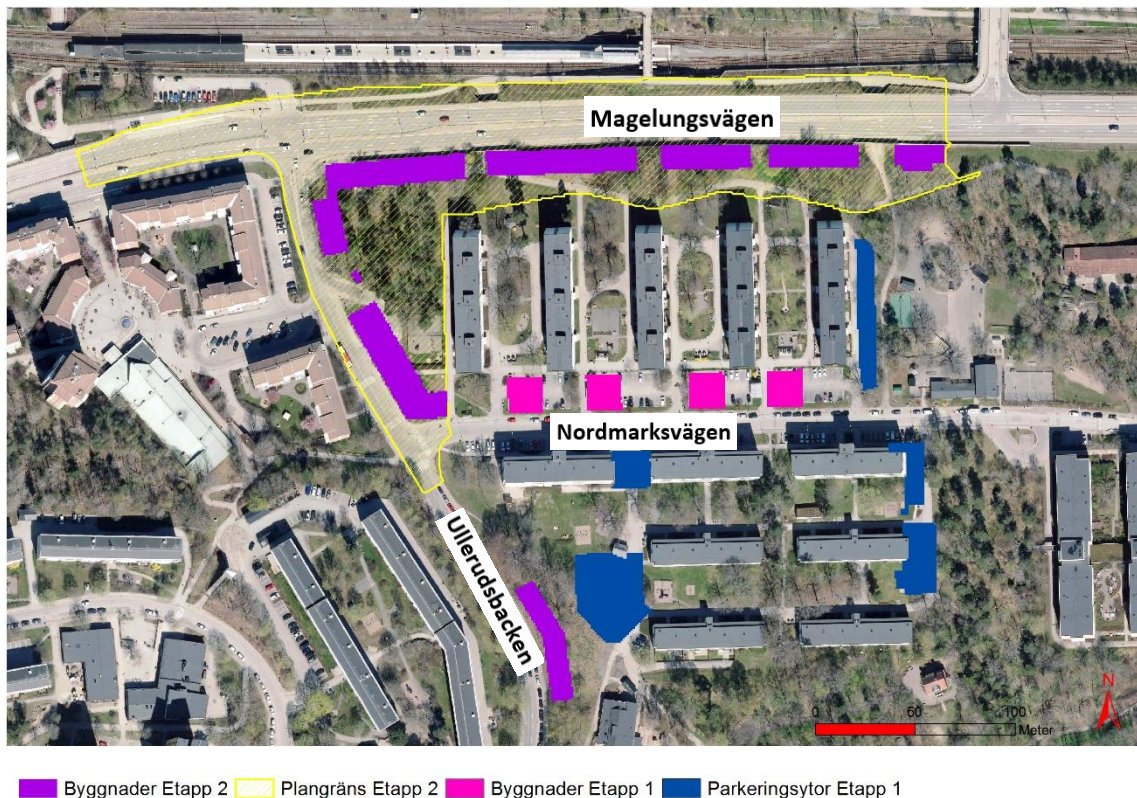 Magelungsvägen
Nordmarksvägen
Ullerudsbacken
N
0 60 100
Meter
Byggnader Etapp 2 Plangräns Etapp 2 Byggnader Etapp 1 Parkeringsytor Etapp 1